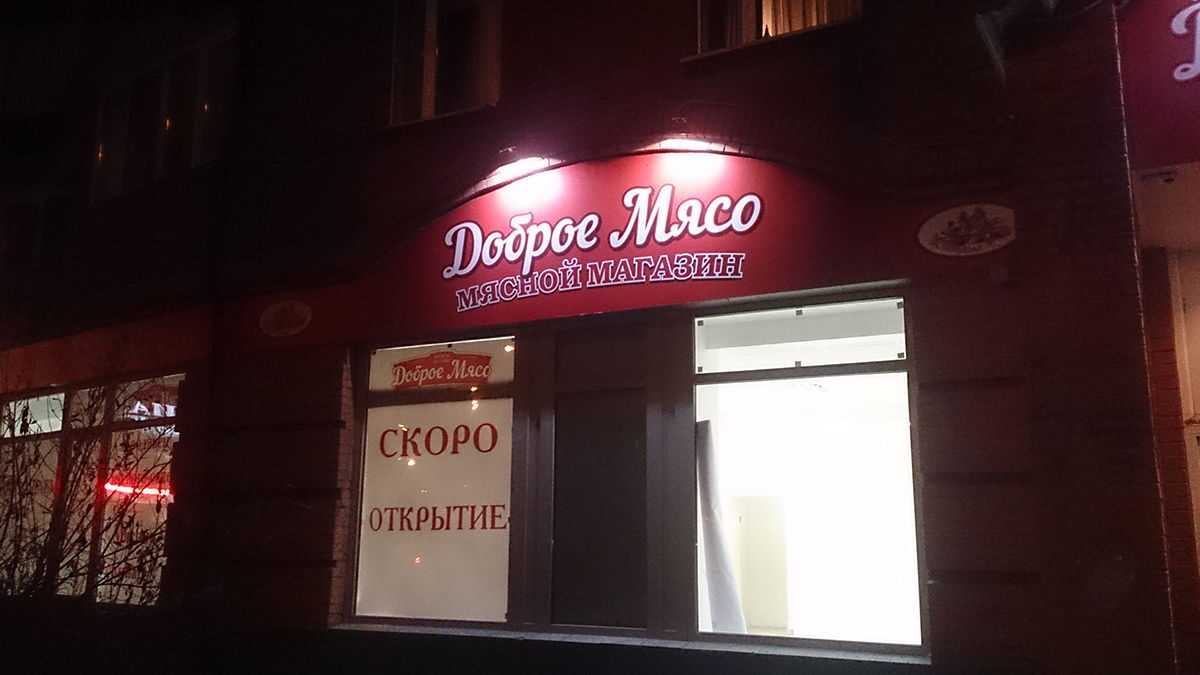 Доброе Мясо
МЯСНОЙ МАГАЗИН
Доброе Мясо
СКОРО
ОТКРЫТИЕ